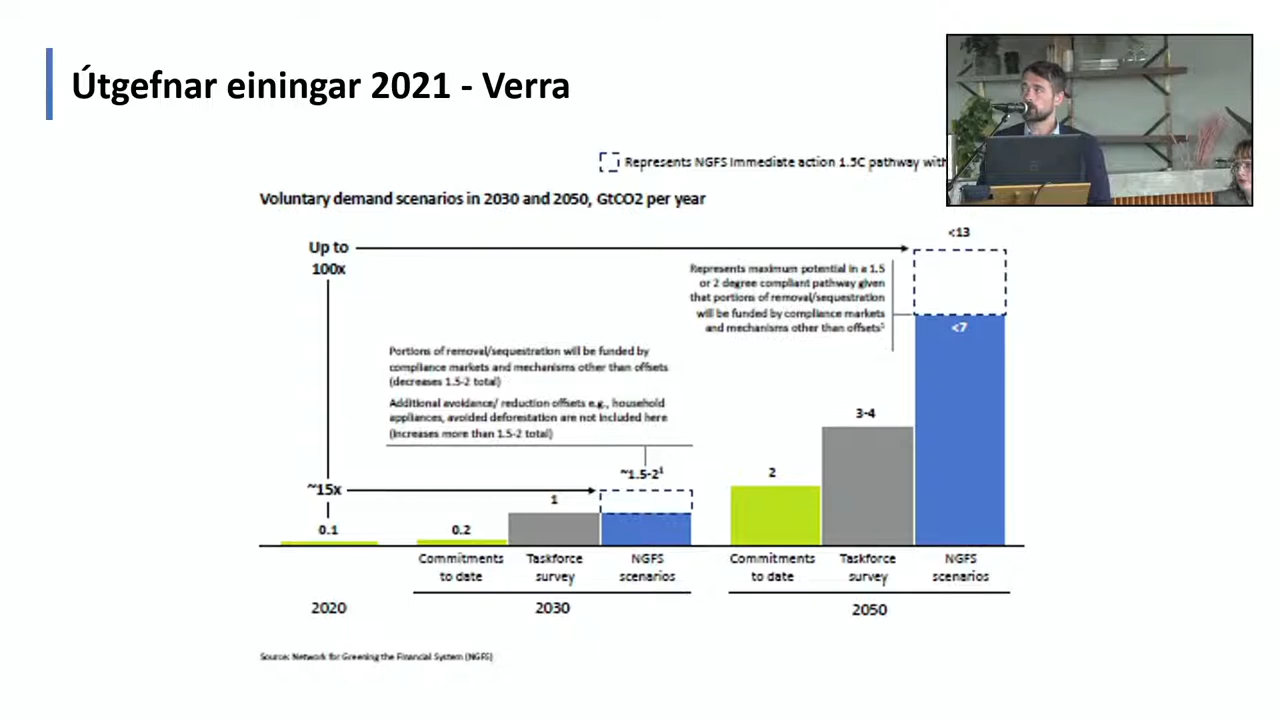 Útgefnar einingar 2021 - Verra
Represents NGFS Immediate action 1.5C pathway with
Voluntary demand scenarios in 2030 and 2050, GtCO2 per year
<13
Up to
100x
Represents maximum potential in a 1.5
or 2 degree compliant pathway given
that portions of removal/sequestration
will be funded by compliance markets
and mechanisms other than offsets¹
<7
Portions of removal/sequestration will be funded by
compliance markets and mechanisms other than offsets
(decreases 1.5-2 total)
Additional avoidance/ reduction offsets e.g., household
appliances, avoided deforestation are not included here
(increases more than 1.5-2 total)
3-4
~1.5-2¹
2
~15x
1
0.1
0.2
Commitments
to date
Taskforce
survey
NGFS
scenarios
Commitments
to date
Taskforce
survey
NGFS
scenarios
2020
2030
2050
Source: Network for Greening the Financial System (NGFS)